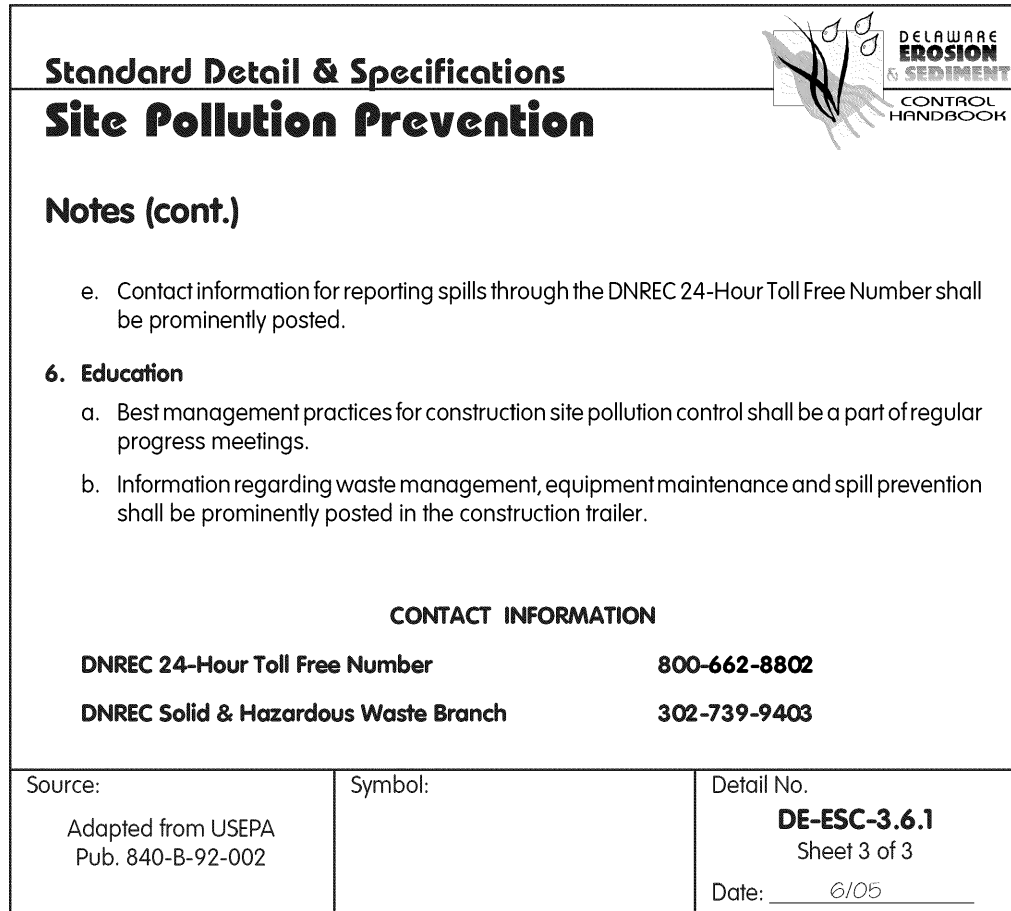 Standard Detail & Specifications
Site Pollution Prevention
DELAWARE
EROSION
& SEDIMENT
CONTROL
HANDBOOK
Notes (cont.)
e. Contact information for reporting spills through the DNREC 24-Hour Toll Free Number shall
be prominently posted.
6. Education
a. Best management practices for construction site pollution control shall be a part of regular
progress meetings.
b. Information regarding waste management, equipment maintenance and spill prevention
shall be prominently posted in the construction trailer.
CONTACT INFORMATION
DNREC 24-Hour Toll Free Number 800-662-8802
DNREC Solid & Hazardous Waste Branch 302-739-9403
Source:
Adapted from USEPA
Pub. 840-B-92-002
Symbol:
Detail No.
DE-ESC-3.6.1
Sheet 3 of 3
Date: 6/05